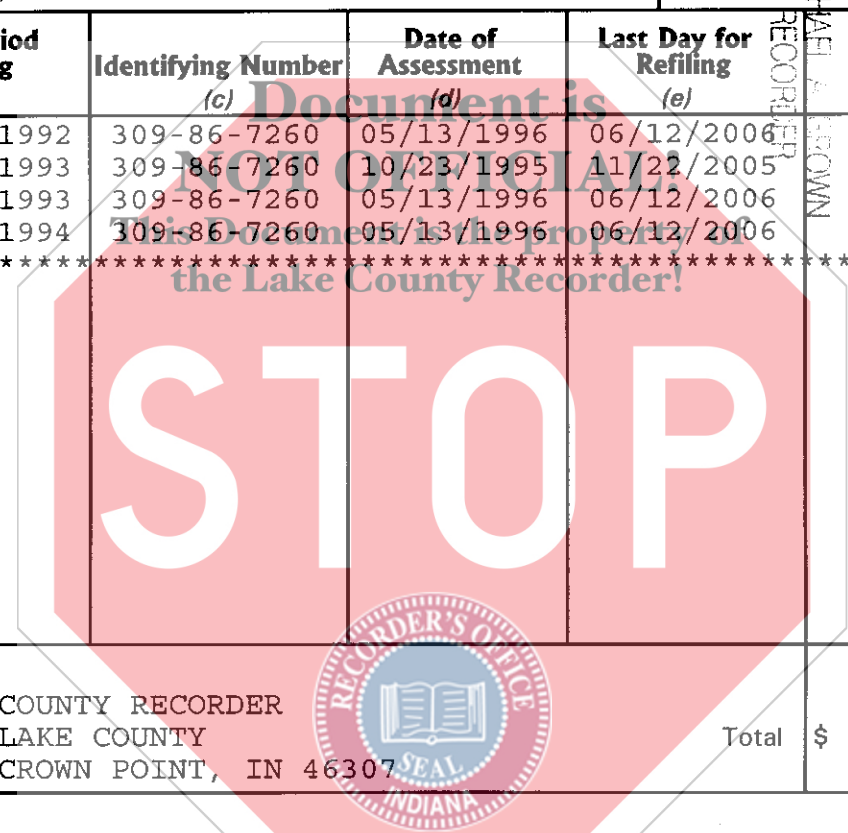 iod
g
Identifying Number
(c)
Date of
Assessment
(d)
Last Day for
Refiling
(e)
1992 309-86-7260 05/13/1996 06/12/2006
1993 309-86-7260 10/23/1995 11/22/2005
1993 309-86-7260 05/13/1996 06/12/2006
1994 309-86-7260 05/13/1996 06/12/2006
Document is
NOT OFFICIAL!
This Document is the property of
the Lake County Recorder!
STOP
RECORDER
COUNTY RECORDER
LAKE COUNTY
CROWN POINT, IN 46307
Total $
RECORDER'S OFFICE
SEAL
INDIANA